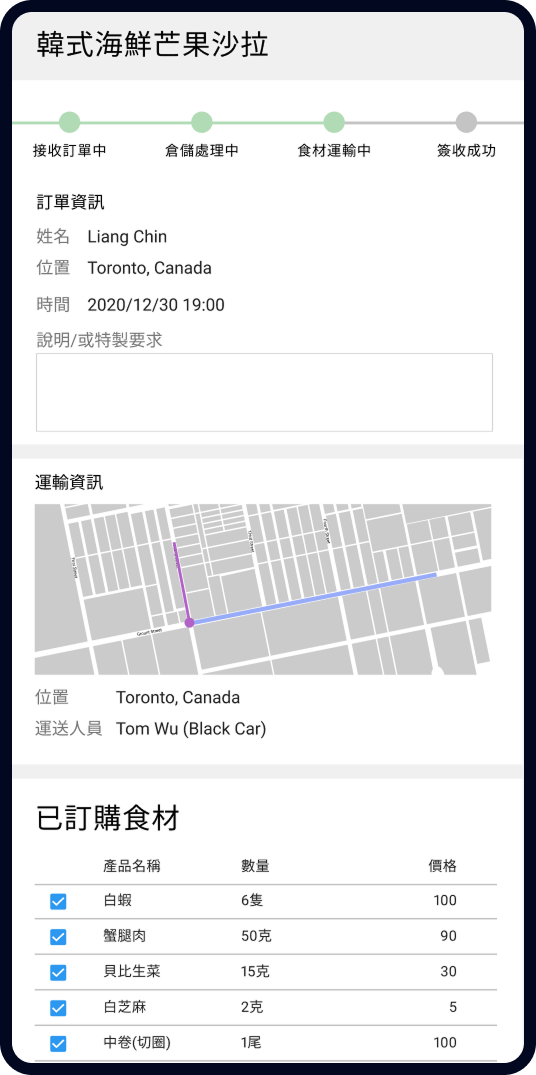 韓式海鮮芒果沙拉
接收訂單中 倉儲處理中 食材運輸中 簽收成功
訂單資訊
姓名 Liang Chin
位置 Toronto, Canada
時間 2020/12/30 19:00
說明/或特製要求
運輸資訊
位置 Toronto, Canada
運送人員 Tom Wu (Black Car)
已訂購食材
產品名稱 數量 價格
白蝦 6隻 100
蟹腿肉 50克 90
貝比生菜 15克 30
白芝麻 2克 5
中卷(切圈) 1尾 100